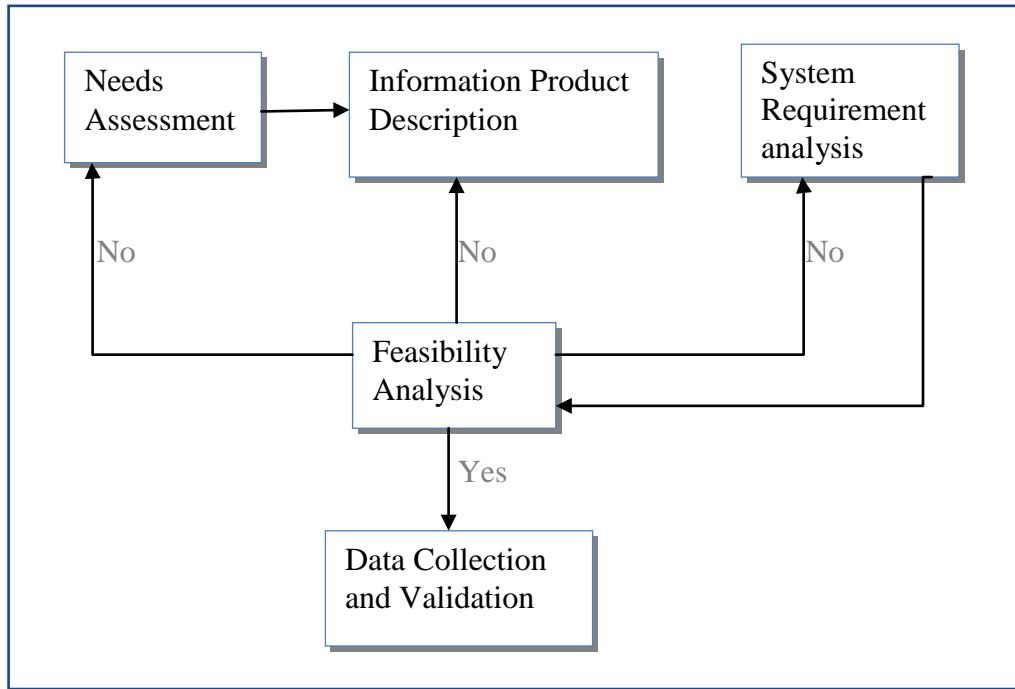 Needs
Assessment
Information Product
Description
System
Requirement
analysis
No
No
No
Feasibility
Analysis
Yes
Data Collection
and Validation